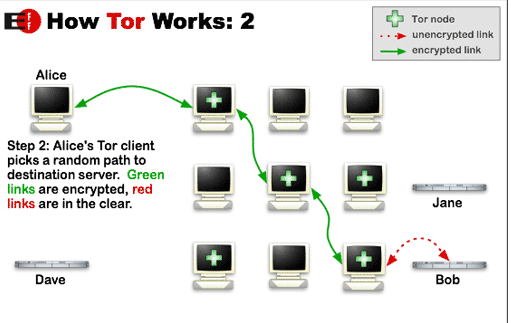 EFF How Tor Works: 2
Tor node
unencrypted link
encrypted link
Alice
Step 2: Alice's Tor client
picks a random path to
destination server. Green
links are encrypted, red
links are in the clear.
Jane
Dave
Bob